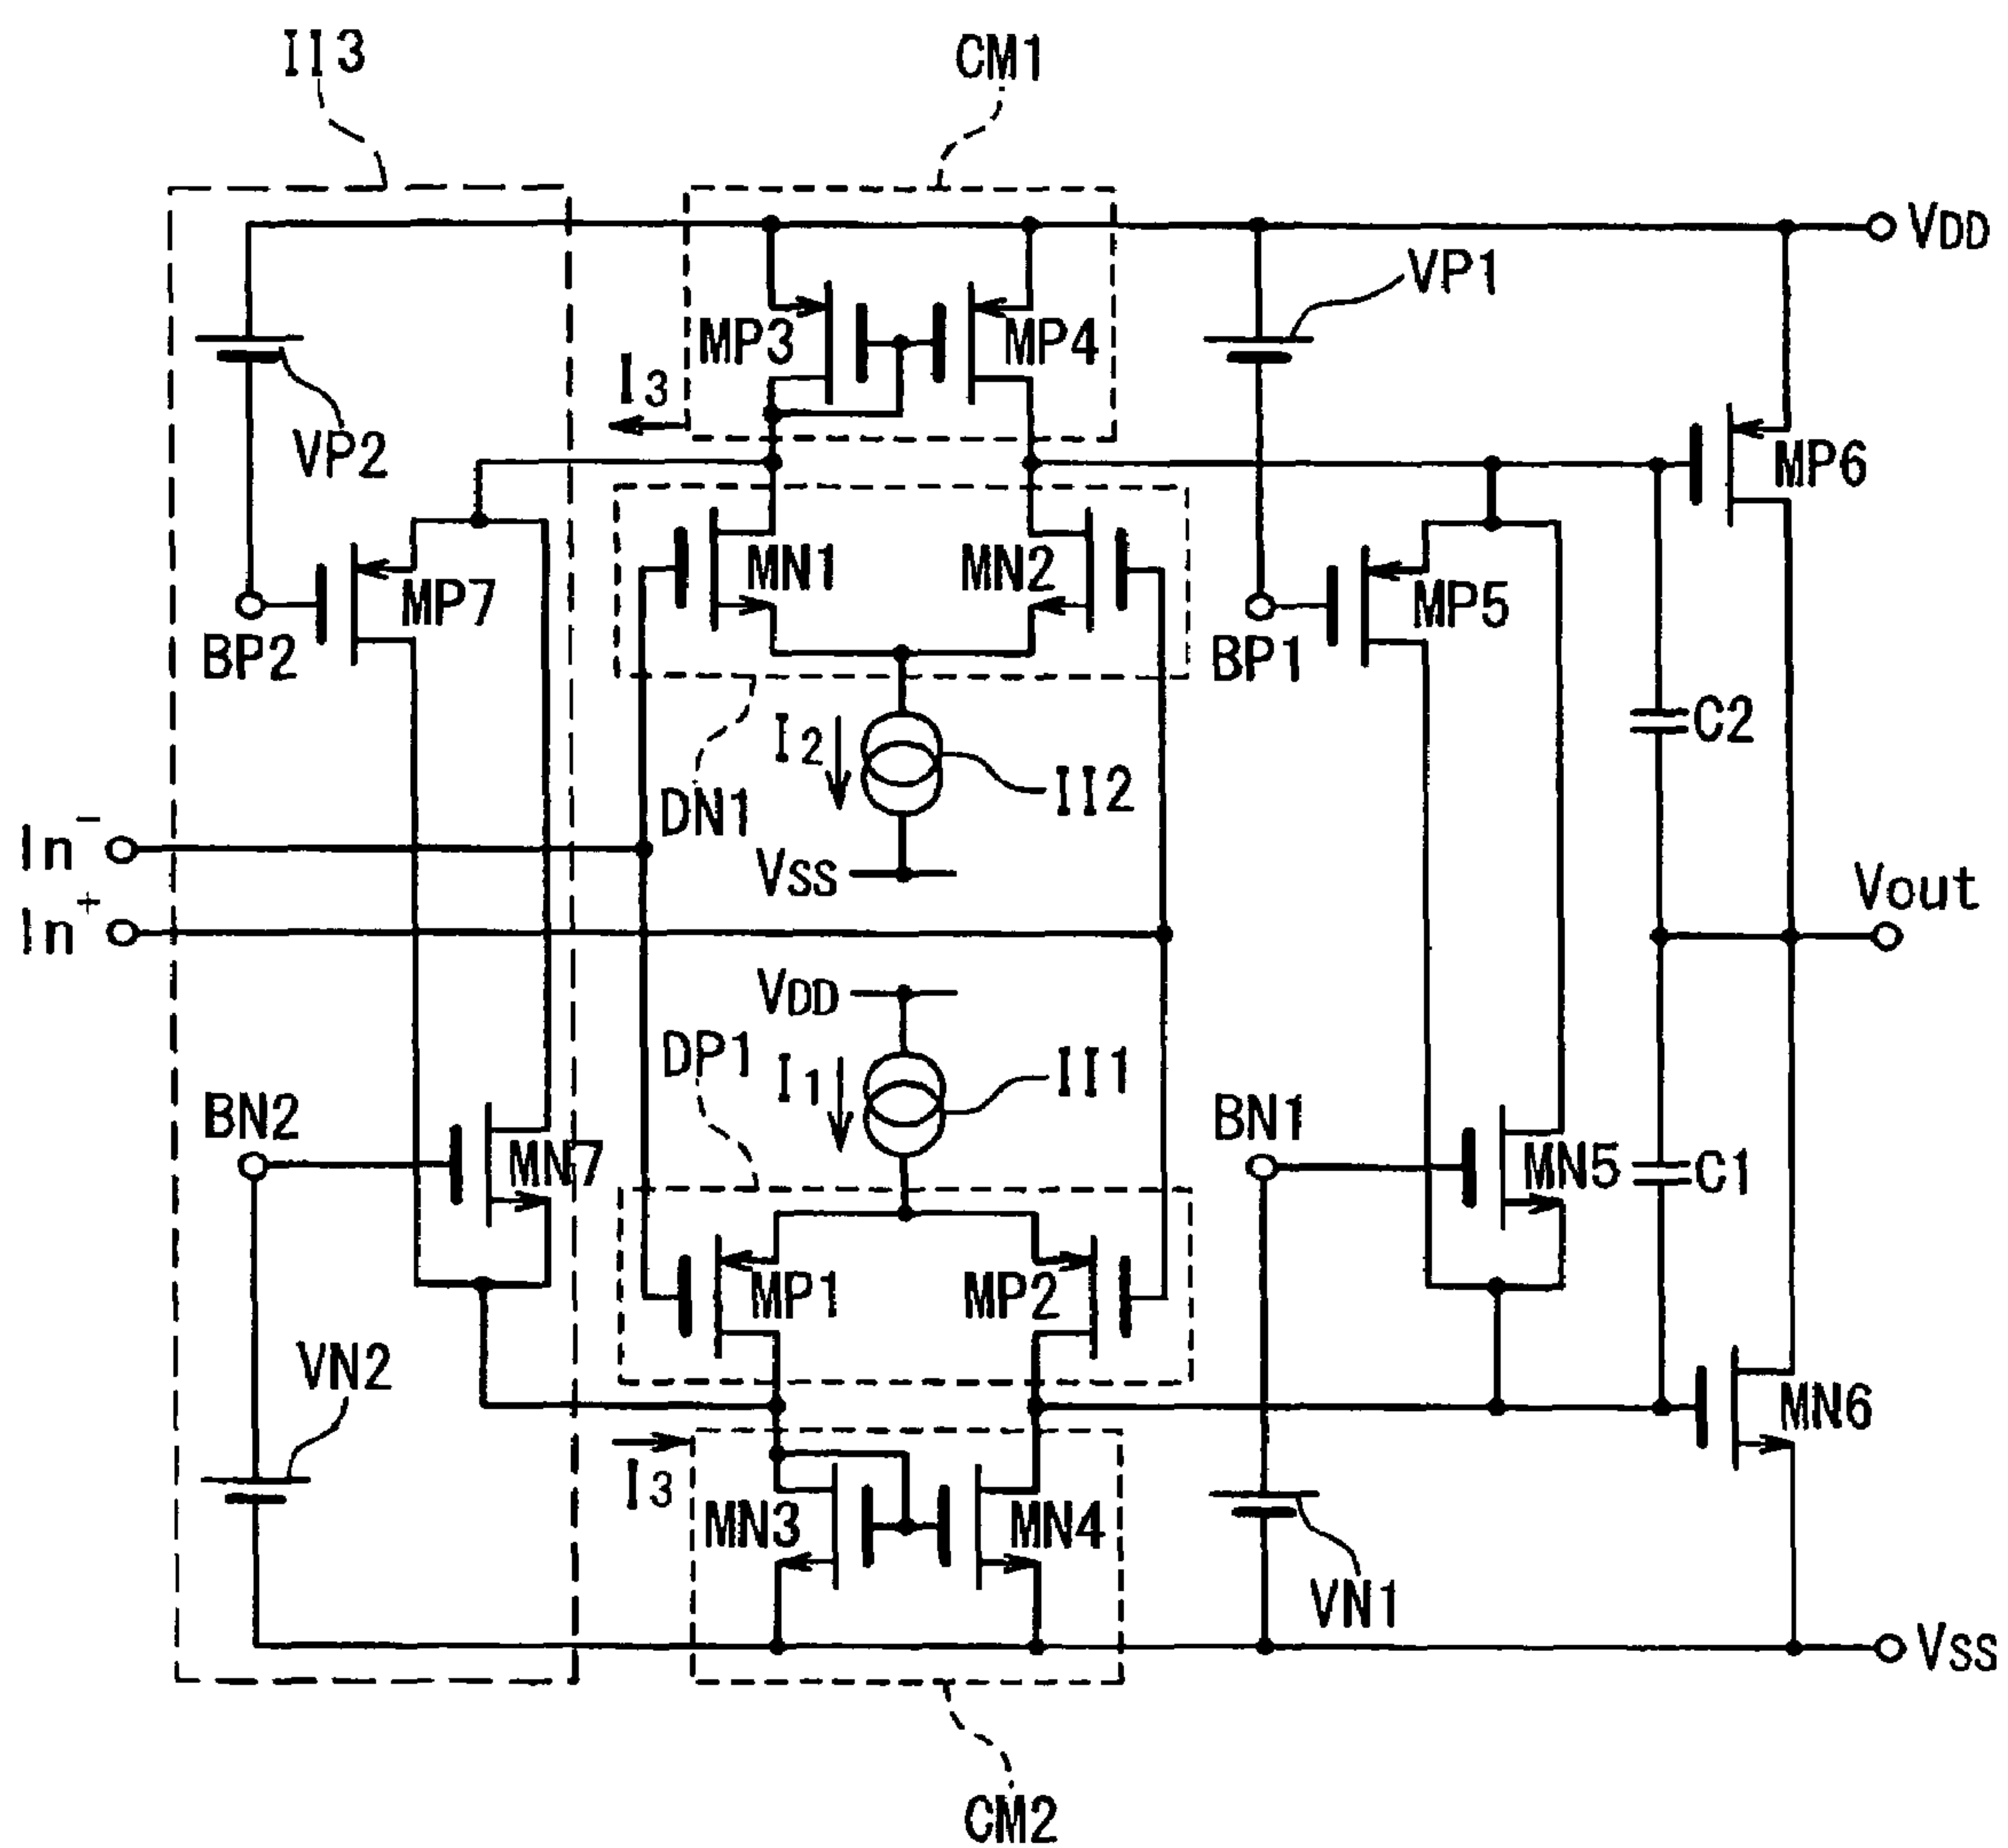 II3
CM1
VDD
VP1
MP3
MP4
I3
VP2
MP6
MN1
MN2
MP7
MP5
BP2
BP1
I2
C2
II2
DN1
In-
VSS
Vout
In+
VDD
DP1
I1
II1
BN2
BN1
MN7
MN5
C1
MP1
MP2
VN2
MN6
I3
MN3
MN4
VN1
VSS
CM2